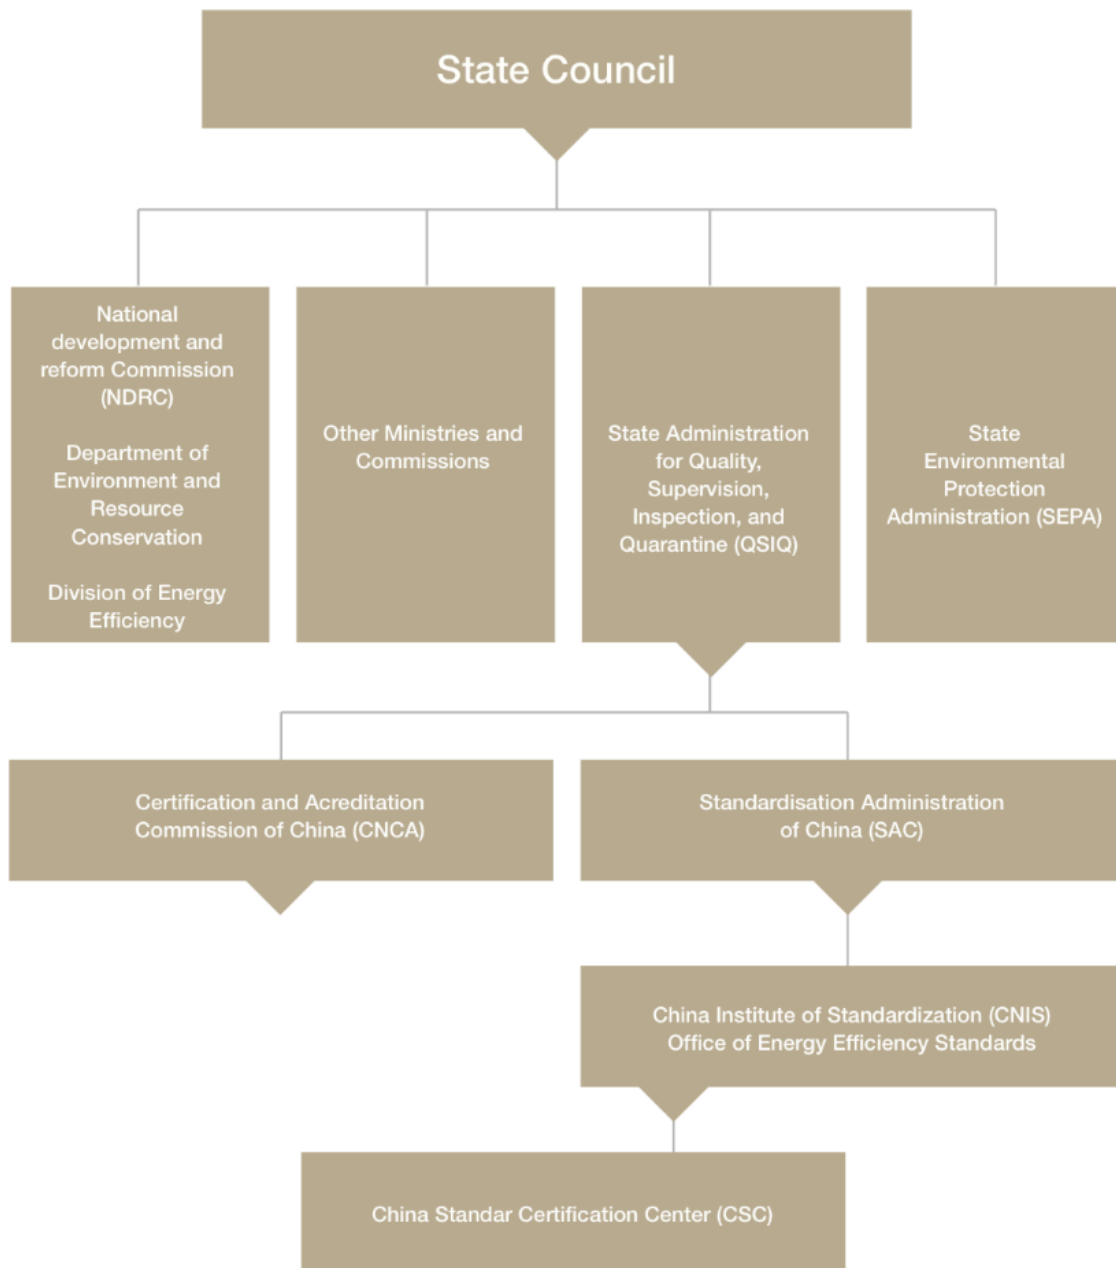 State Council
National
development and
reform Commission
(NDRC)
Department of
Environment and
Resource
Conservation
Division of Energy
Efficiency
Other Ministries and
Commissions
State Administration
for Quality,
Supervision,
Inspection, and
Quarantine (QSIQ)
State
Environmental
Protection
Administration (SEPA)
Certification and Acreditation
Commission of China (CNCA)
Standardisation Administration
of China (SAC)
China Institute of Standardization (CNIS)
Office of Energy Efficiency Standards
China Standar Certification Center (CSC)